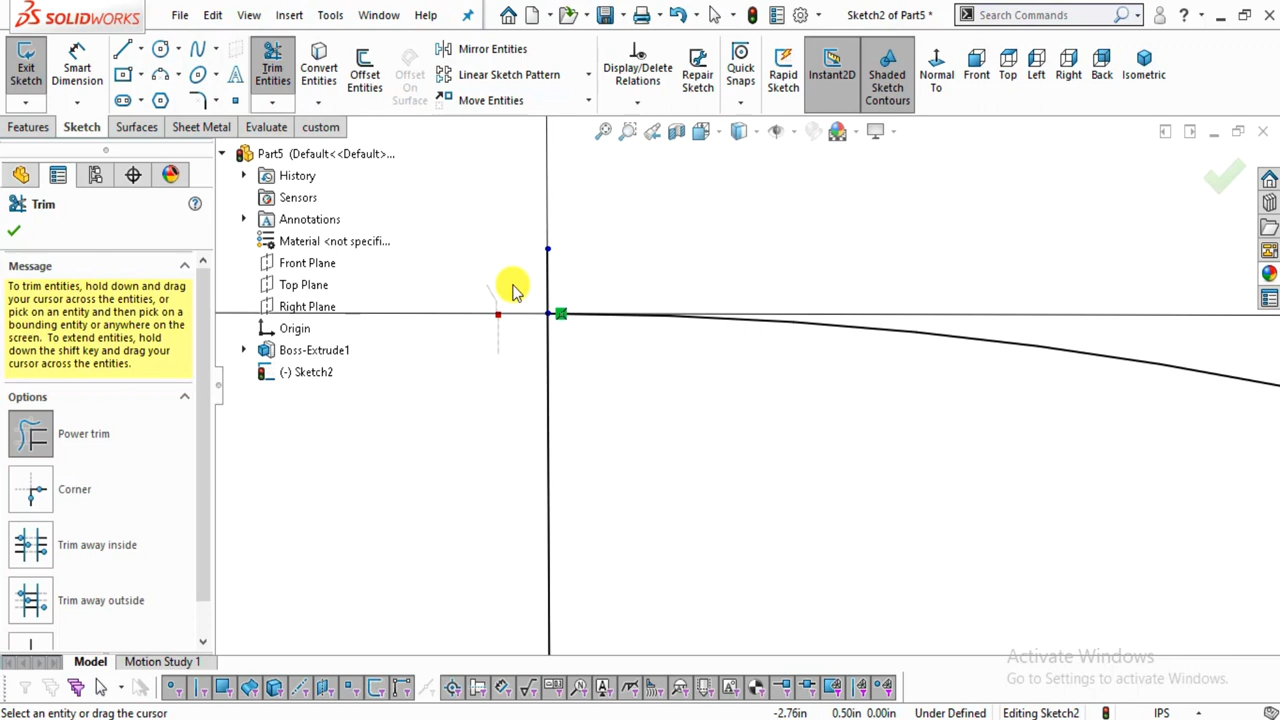 SOLIDWORKS
File Edit View Insert Tools Window Help
Sketch2 of Part5 *
Search Commands
Exit Sketch
Smart Dimension
Trim Entities
Convert Entities
Offset Entities
Offset On Surface
Mirror Entities
Linear Sketch Pattern
Move Entities
Display/Delete Relations
Repair Sketch
Quick Snaps
Rapid Sketch
Instant2D
Shaded Sketch Contours
Normal To
Front
Top
Left
Right
Back
Isometric
Features Sketch Surfaces Sheet Metal Evaluate custom
Part5 (Default<<Default>...
History
Sensors
Annotations
Material <not specifi...
Front Plane
Top Plane
Right Plane
Origin
Boss-Extrude1
(-) Sketch2
Trim
Message
To trim entities, hold down and drag
your cursor across the entities, or
pick on an entity and then pick on a
bounding entity or anywhere on the
screen. To extend entities, hold
down the shift key and drag your
cursor across the entities.
Options
Power trim
Corner
Trim away inside
Trim away outside
Model Motion Study 1
Activate Windows
Go to Settings to activate Windows.
Select an entity or drag the cursor
-2.76in 0.50in 0.00in Under Defined Editing Sketch2 IPS